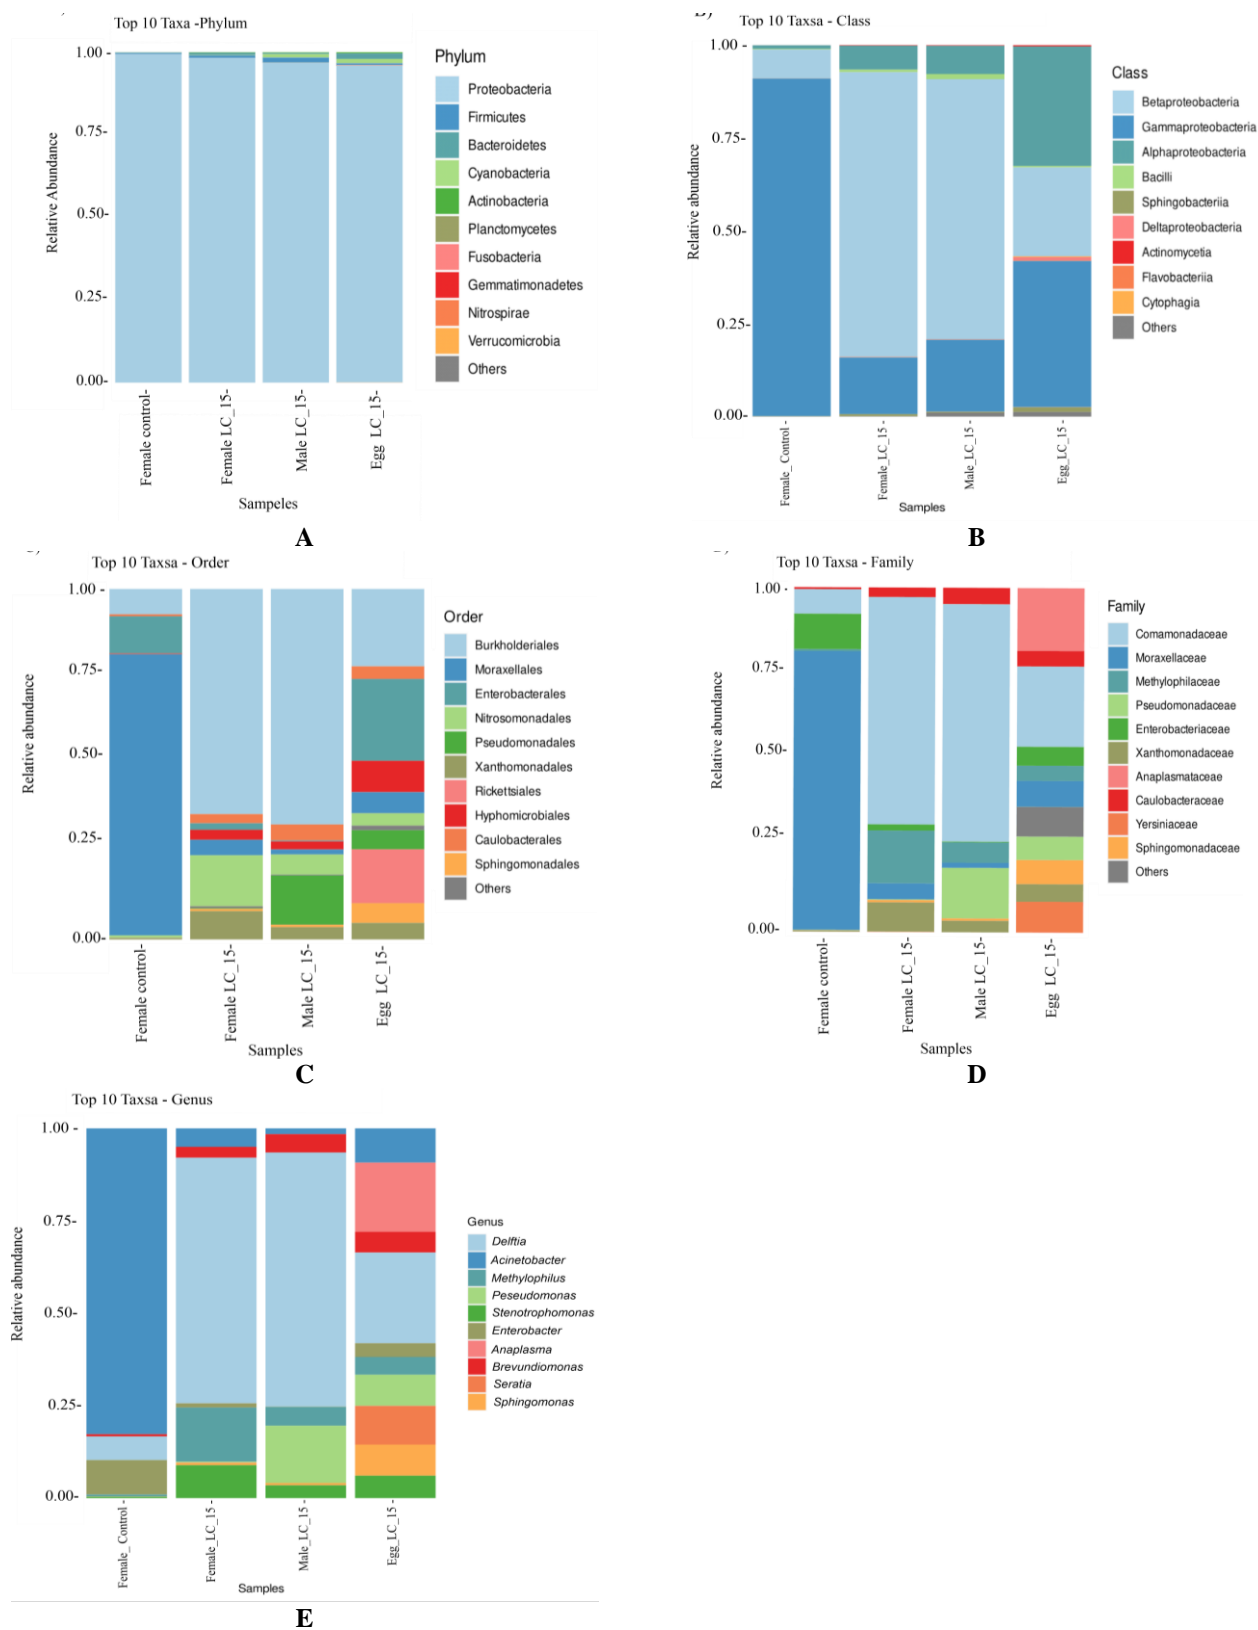 Top 10 Taxa -Phylum
Relative Abundance
1.00-
0.75-
0.50-
0.25-
0.00-
Female control-
Female LC_15-
Male LC_15-
Egg LC_15-
Sampeles
Phylum
Proteobacteria
Firmicutes
Bacteroidetes
Cyanobacteria
Actinobacteria
Planctomycetes
Fusobacteria
Gemmatimonadetes
Nitrospirae
Verrucomicrobia
Others
A
Top 10 Taxsa - Class
Relative abundance
1.00-
0.75-
0.50-
0.25-
0.00-
Female_ Control -
Female_LC_15 -
Male_LC_15 -
Egg_LC_15 -
Samples
Class
Betaproteobacteria
Gammaproteobacteria
Alphaproteobacteria
Bacilli
Sphingobacteriia
Deltaproteobacteria
Actinomycetia
Flavobacteriia
Cytophagia
Others
B
Top 10 Taxsa - Order
Relative abundance
1.00 -
0.75-
0.50-
0.25-
0.00-
Female control-
Female LC_15-
Male LC_15-
Egg LC_15-
Samples
Order
Burkholderiales
Moraxellales
Enterobacterales
Nitrosomonadales
Pseudomonadales
Xanthomonadales
Rickettsiales
Hyphomicrobiales
Caulobacterales
Sphingomonadales
Others
C
Top 10 Taxsa - Family
Relative abundance
1.00 -
0.75-
0.50-
0.25-
0.00-
Female control-
Female LC_15-
Male LC_15-
Egg LC_15-
Samples
Family
Comamonadaceae
Moraxellaceae
Methylophilaceae
Pseudomonadaceae
Enterobacteriaceae
Xanthomonadaceae
Anaplasmataceae
Caulobacteraceae
Yersiniaceae
Sphingomonadaceae
Others
D
Top 10 Taxsa - Genus
Relative abundance
1.00 -
0.75-
0.50-
0.25-
0.00-
Female_ Control -
Female_LC_15 -
Male_LC_15 -
Egg_LC_15 -
Samples
Genus
Delftia
Acinetobacter
Methylophilus
Peseudomonas
Stenotrophomonas
Enterobacter
Anaplasma
Brevundiomonas
Seratia
Sphingomonas
E